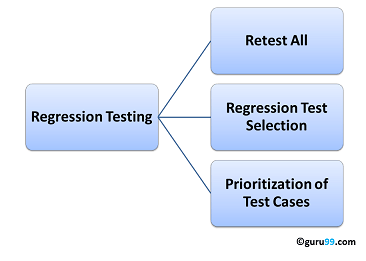 Retest All
Regression Testing
Regression Test
Selection
Prioritization of
Test Cases
©guru99.com